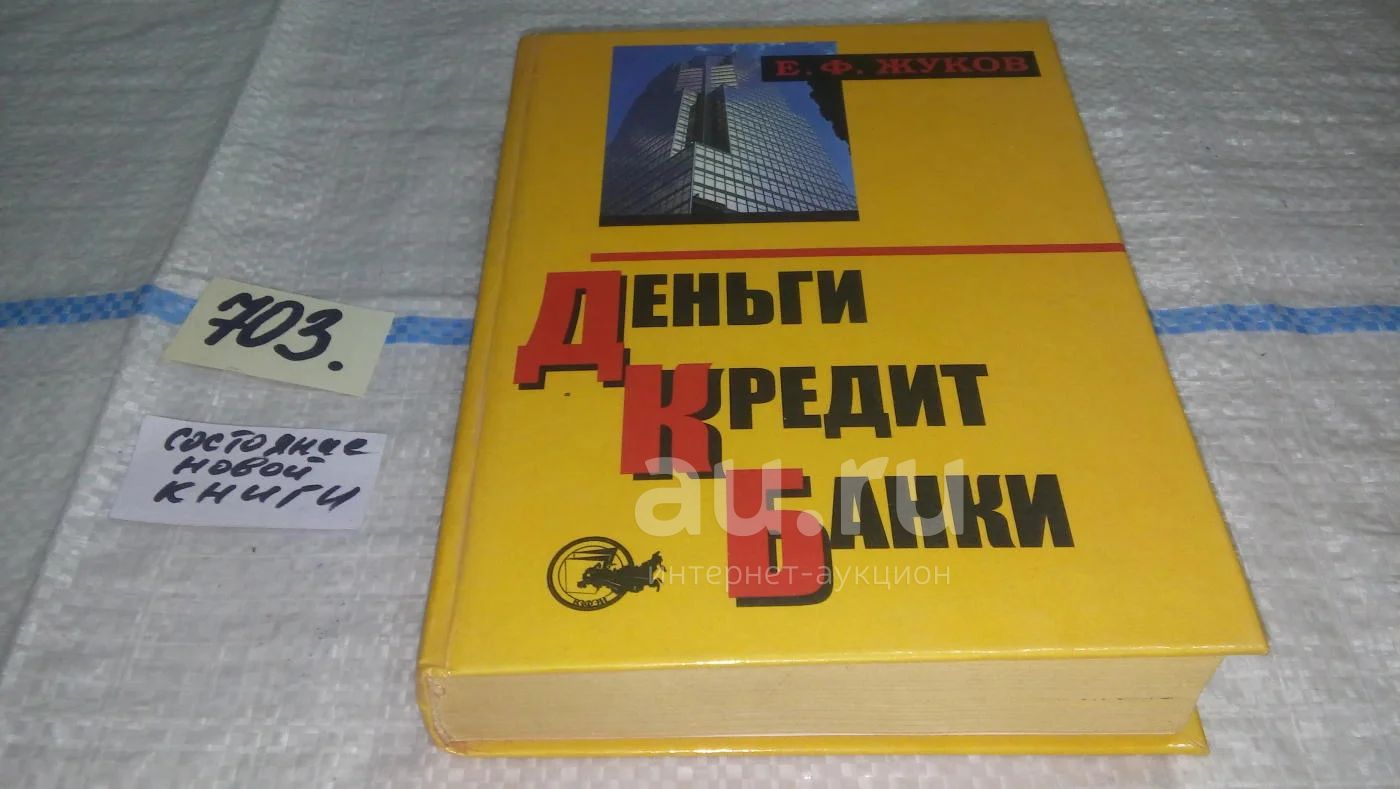 Е. Ф. ЖУКОВ
ДЕНЬГИ
КРЕДИТ
БАНКИ
703.
состояние
новой
книги
au.ru
интернет-аукцион